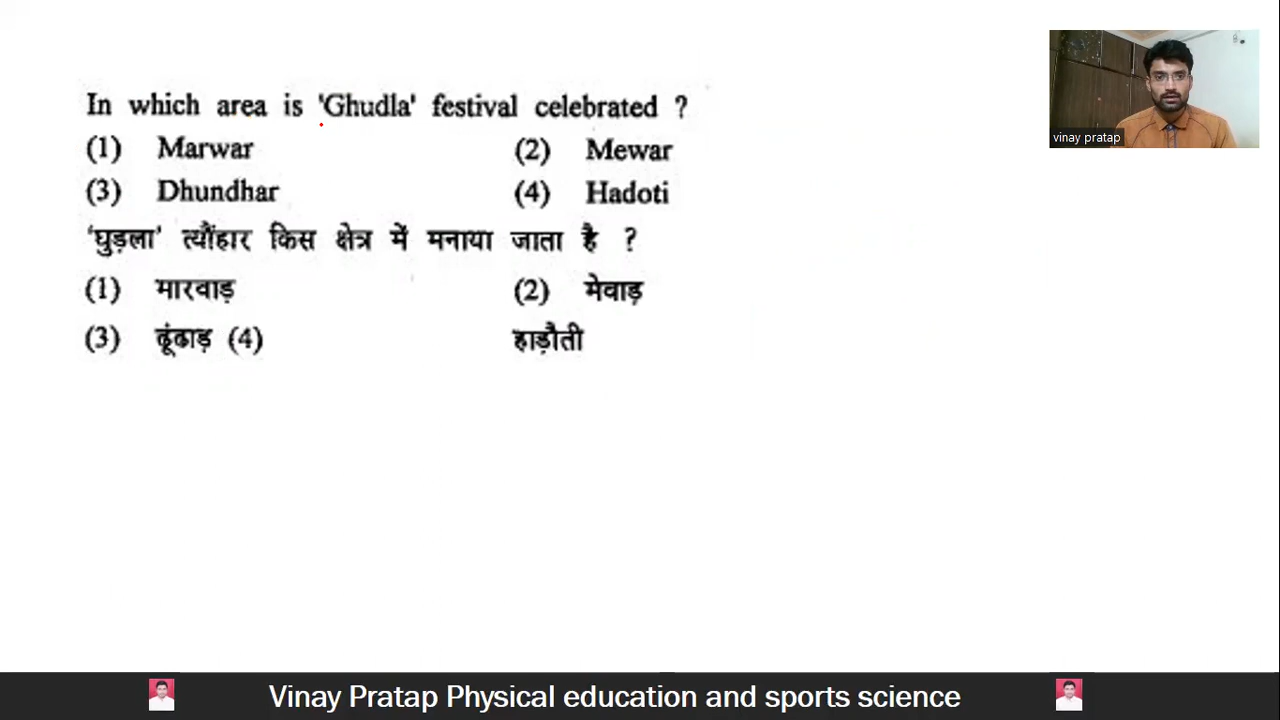 In which area is 'Ghudla' festival celebrated ?
(1) Marwar (2) Mewar
(3) Dhundhar (4) Hadoti
'घुड़ला' त्यौंहार किस क्षेत्र में मनाया जाता है ?
(1) मारवाड़ (2) मेवाड़
(3) ढूंढाड़ (4) हाड़ौती
vinay pratap
Vinay Pratap Physical education and sports science